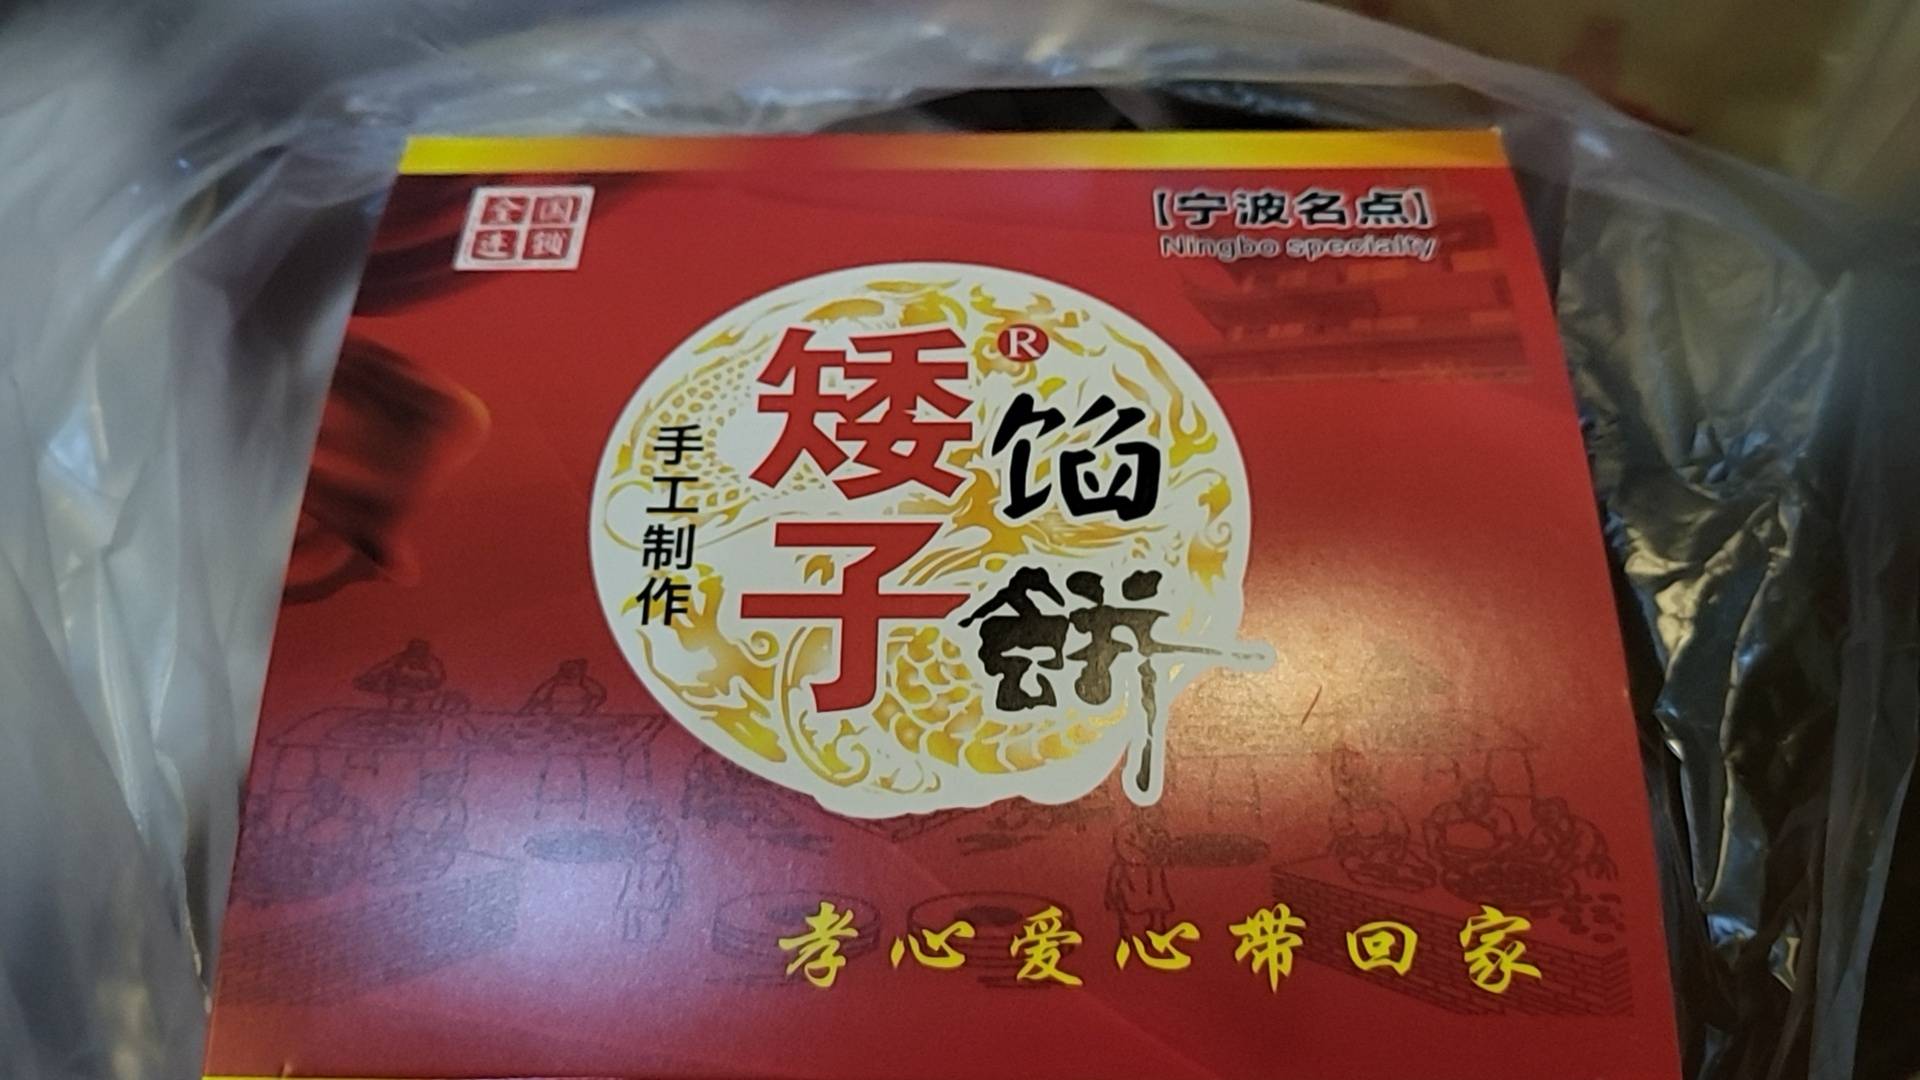 全国
连锁
【宁波名点】
Ningbo specialty
矮子
®
馅餅
手工制作
孝心爱心带回家